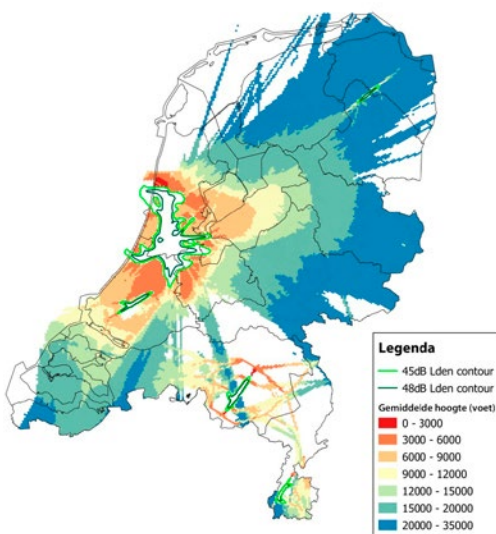 Legenda
45dB Lden contour
48dB Lden contour
Gemiddelde hoogte (voet)
0 - 3000
3000 - 6000
6000 - 9000
9000 - 12000
12000 - 15000
15000 - 20000
20000 - 35000